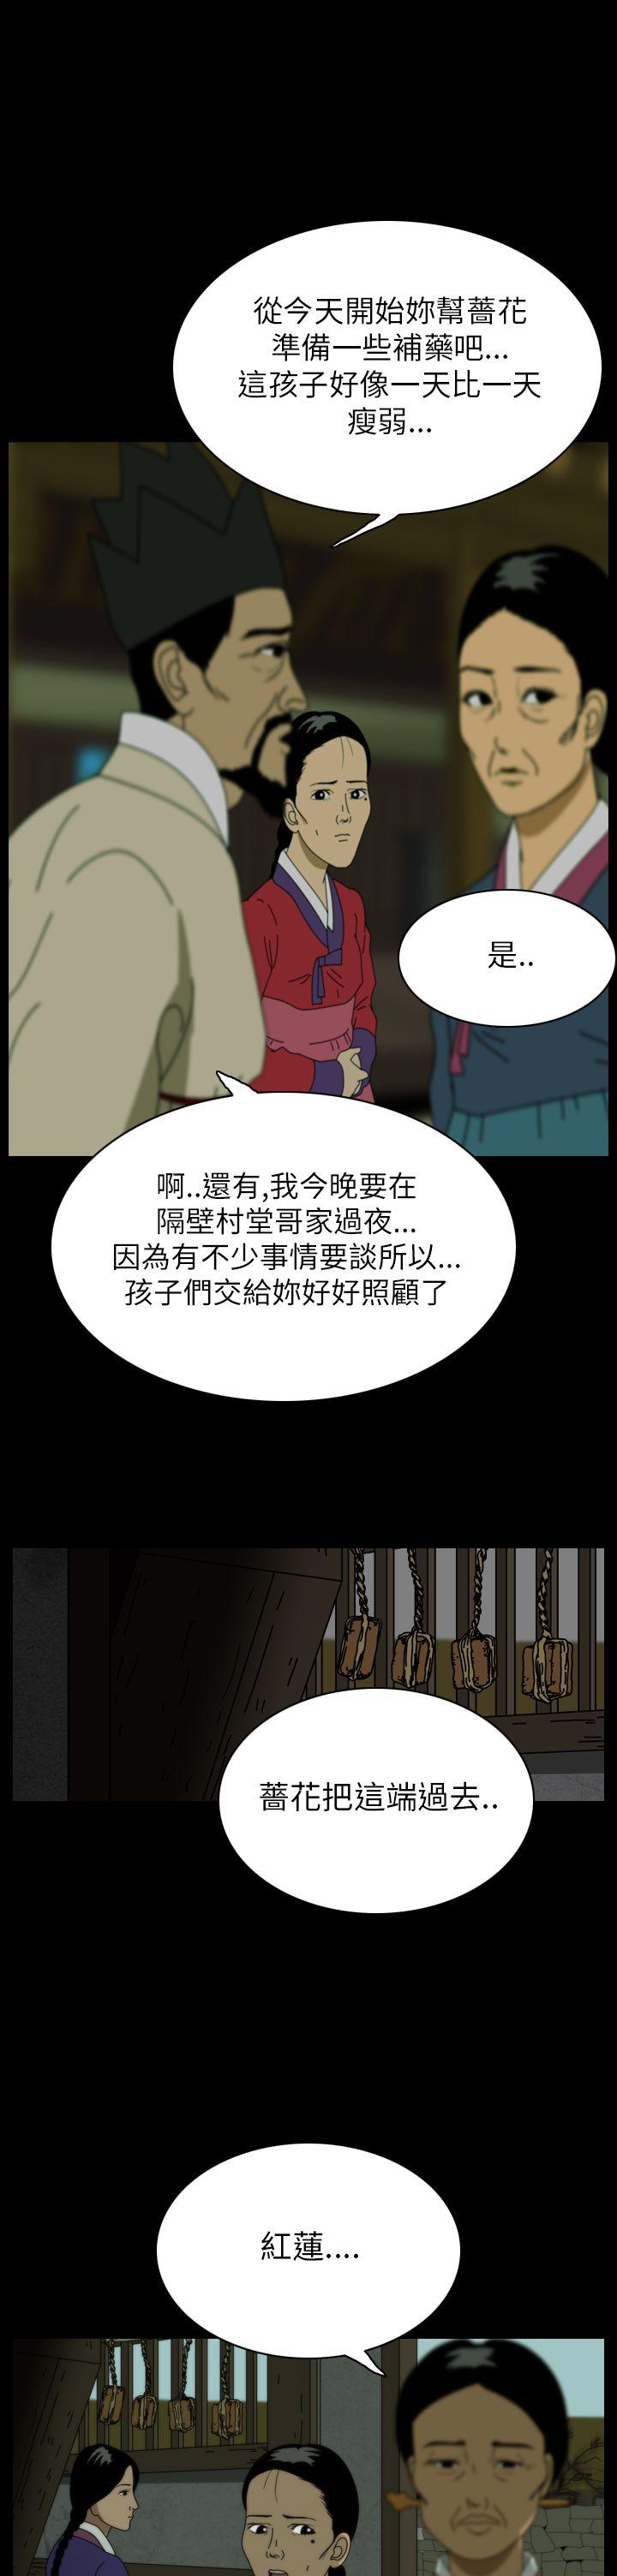 從今天開始妳幫薔花
準備一些補藥吧...
這孩子好像一天比一天
瘦弱...
是..
啊..還有,我今晚要在
隔壁村堂哥家過夜...
因為有不少事情要談所以...
孩子們交給妳好好照顧了
薔花把這端過去..
紅蓮....